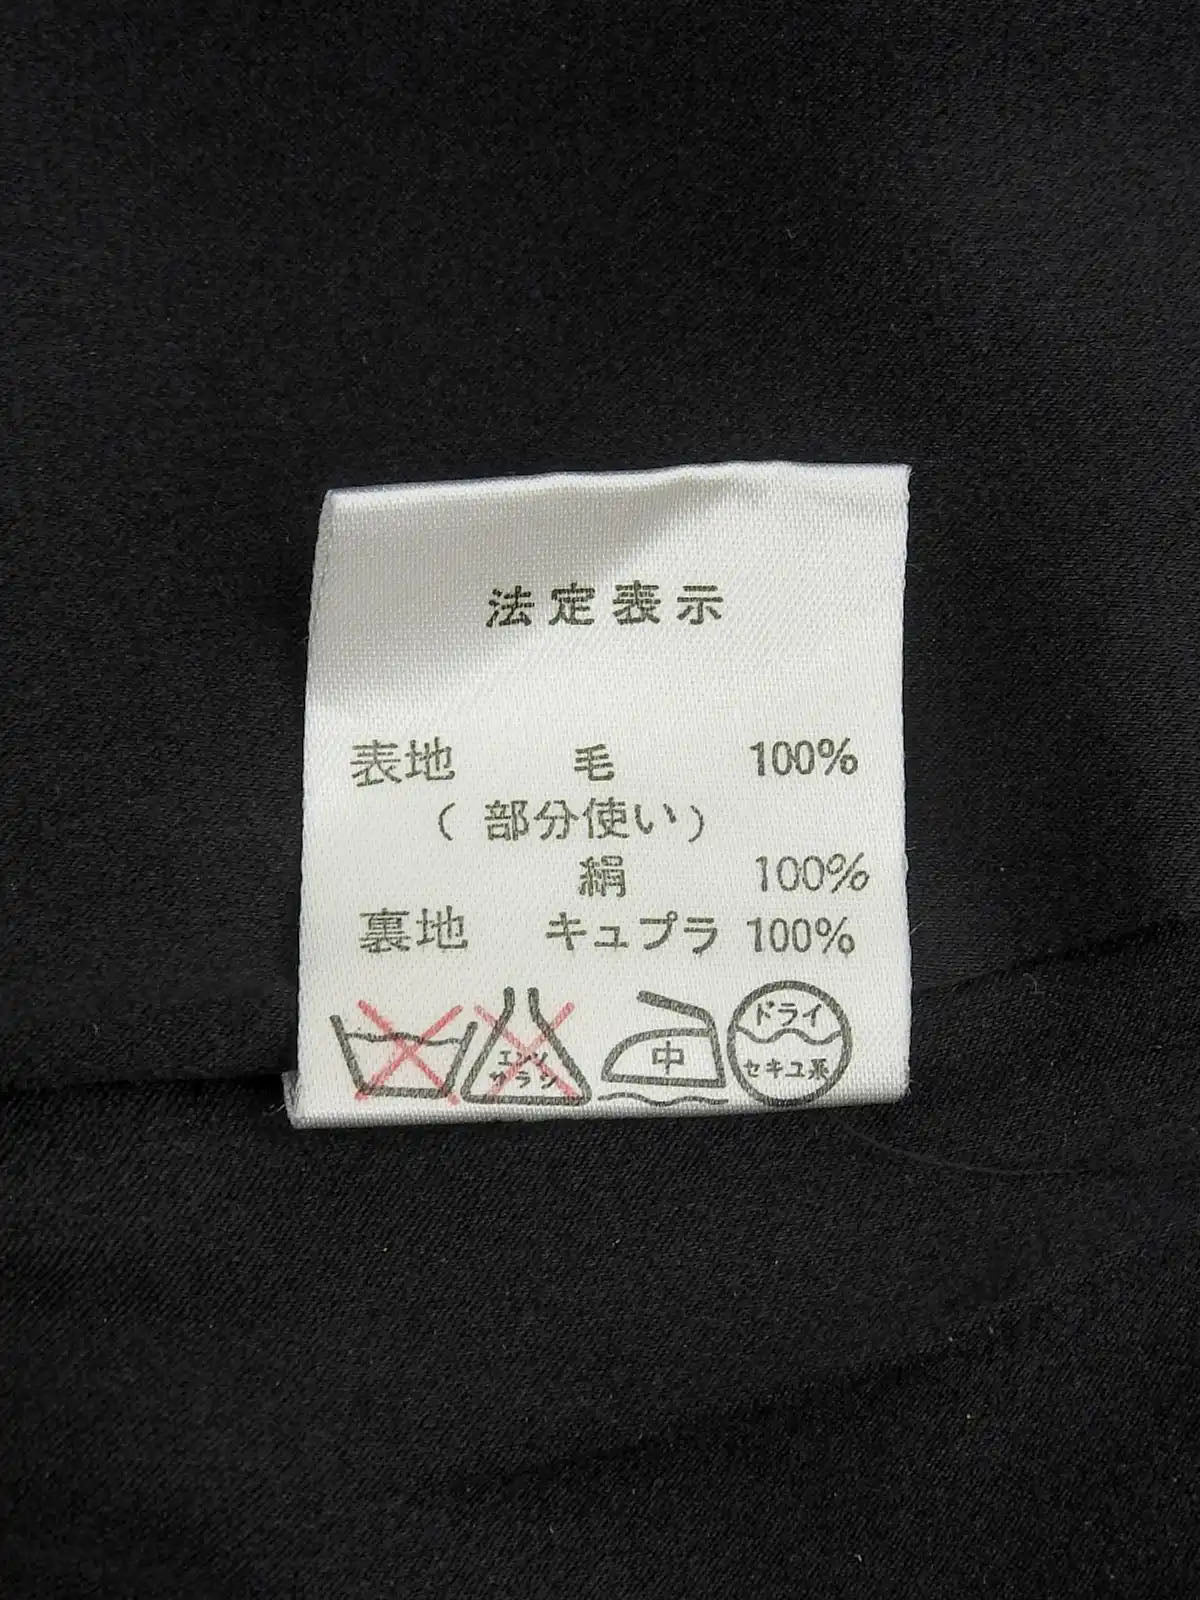 法定表示
表地 毛 100%
(部分使い)
絹 100%
裏地 キュプラ 100%
エンソ
サラシ
中
ドライ
セキユ系